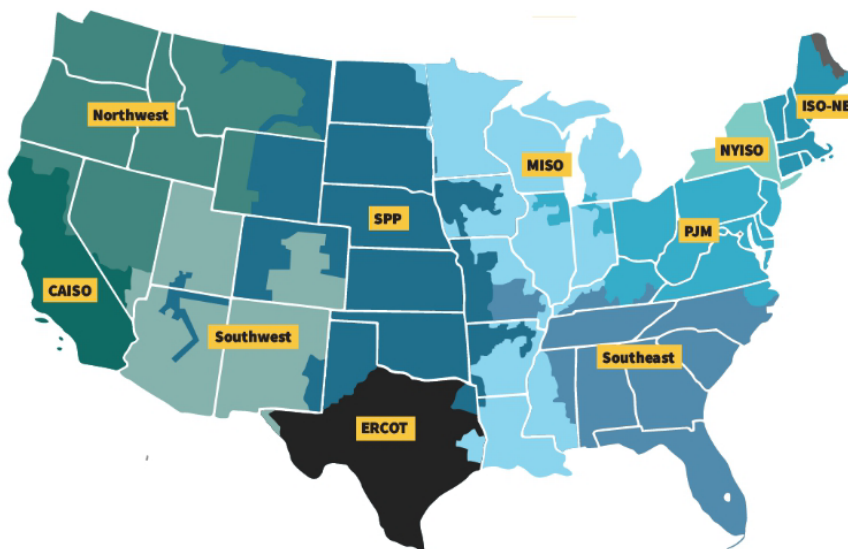 Northwest
ISO-NE
NYISO
MISO
SPP
PJM
CAISO
Southwest
Southeast
ERCOT